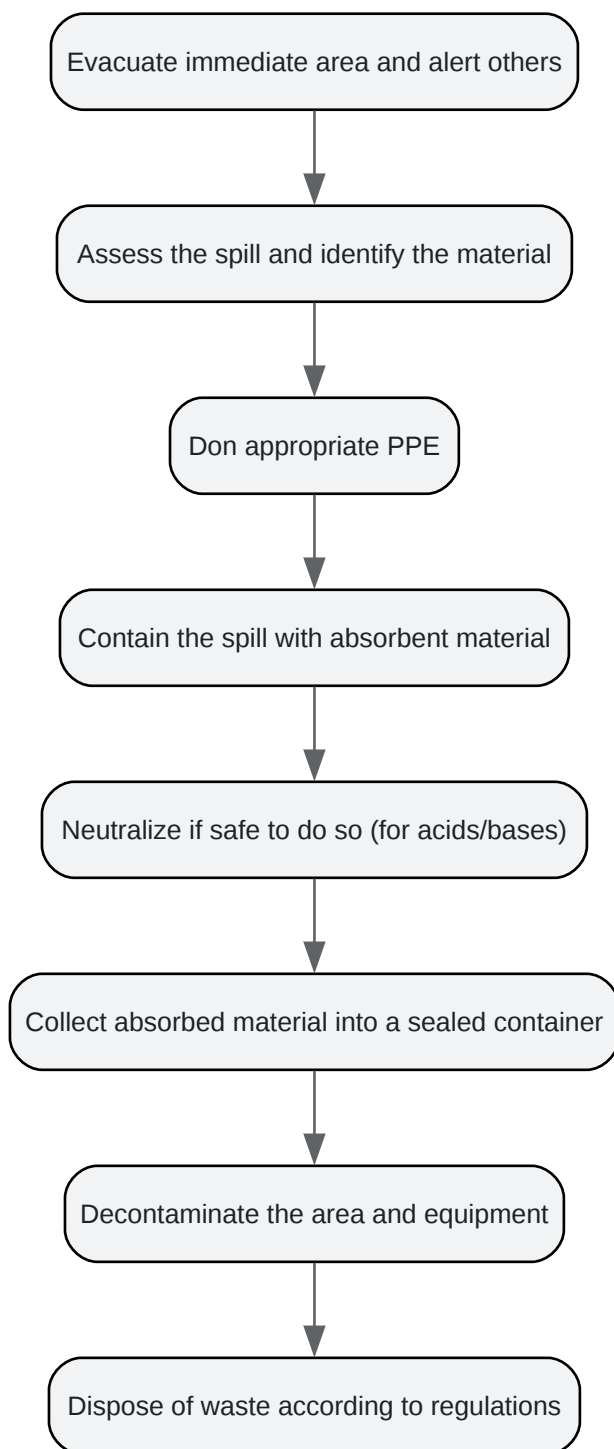 Evacuate immediate area and alert others
Assess the spill and identify the material
Don appropriate PPE
Contain the spill with absorbent material
Neutralize if safe to do so (for acids/bases)
Collect absorbed material into a sealed container
Decontaminate the area and equipment
Dispose of waste according to regulations